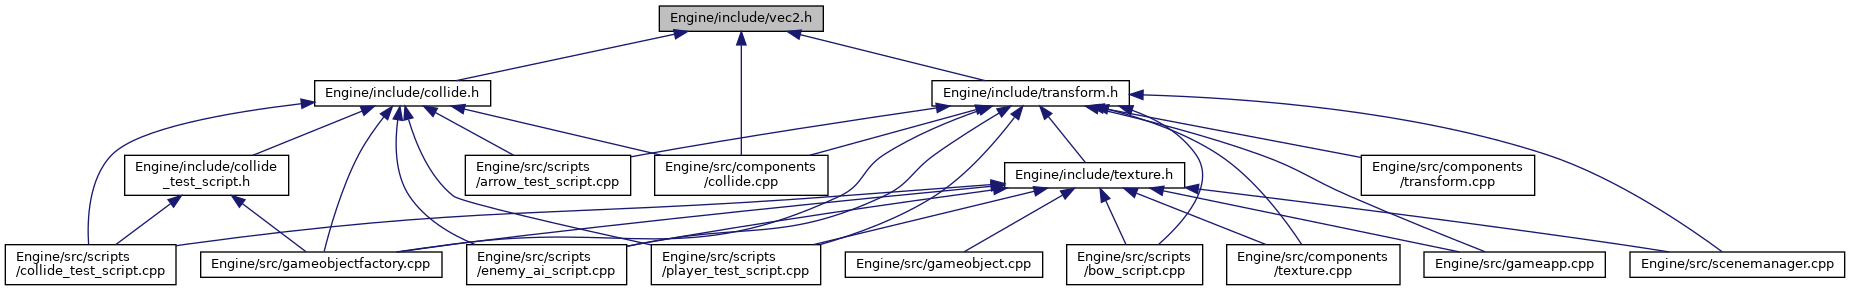 Engine/include/vec2.h
Engine/include/collide.h
Engine/include/transform.h
Engine/include/collide
_test_script.h
Engine/src/scripts
/arrow_test_script.cpp
Engine/src/components
/collide.cpp
Engine/include/texture.h
Engine/src/components
/transform.cpp
Engine/src/scripts
/collide_test_script.cpp
Engine/src/gameobjectfactory.cpp
Engine/src/scripts
/enemy_ai_script.cpp
Engine/src/scripts
/player_test_script.cpp
Engine/src/gameobject.cpp
Engine/src/scripts
/bow_script.cpp
Engine/src/components
/texture.cpp
Engine/src/gameapp.cpp
Engine/src/scenemanager.cpp